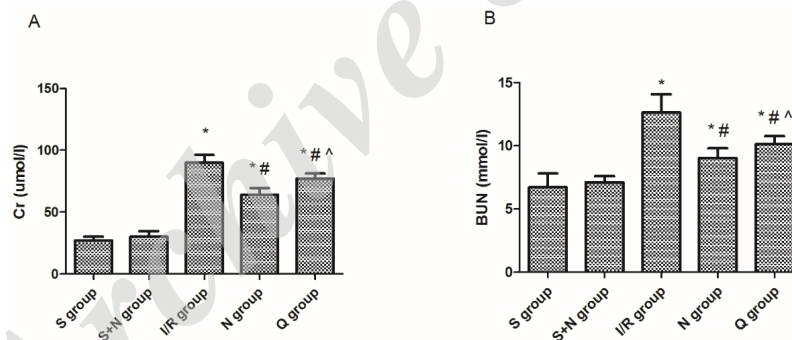 A
Cr (umol/l)
150
100
50
0
*
* #
* # ^
S group
S+N group
I/R group
N group
Q group
B
BUN (mmol/l)
15
10
5
0
*
* #
* # ^
S group
S+N group
I/R group
N group
Q group
Archive